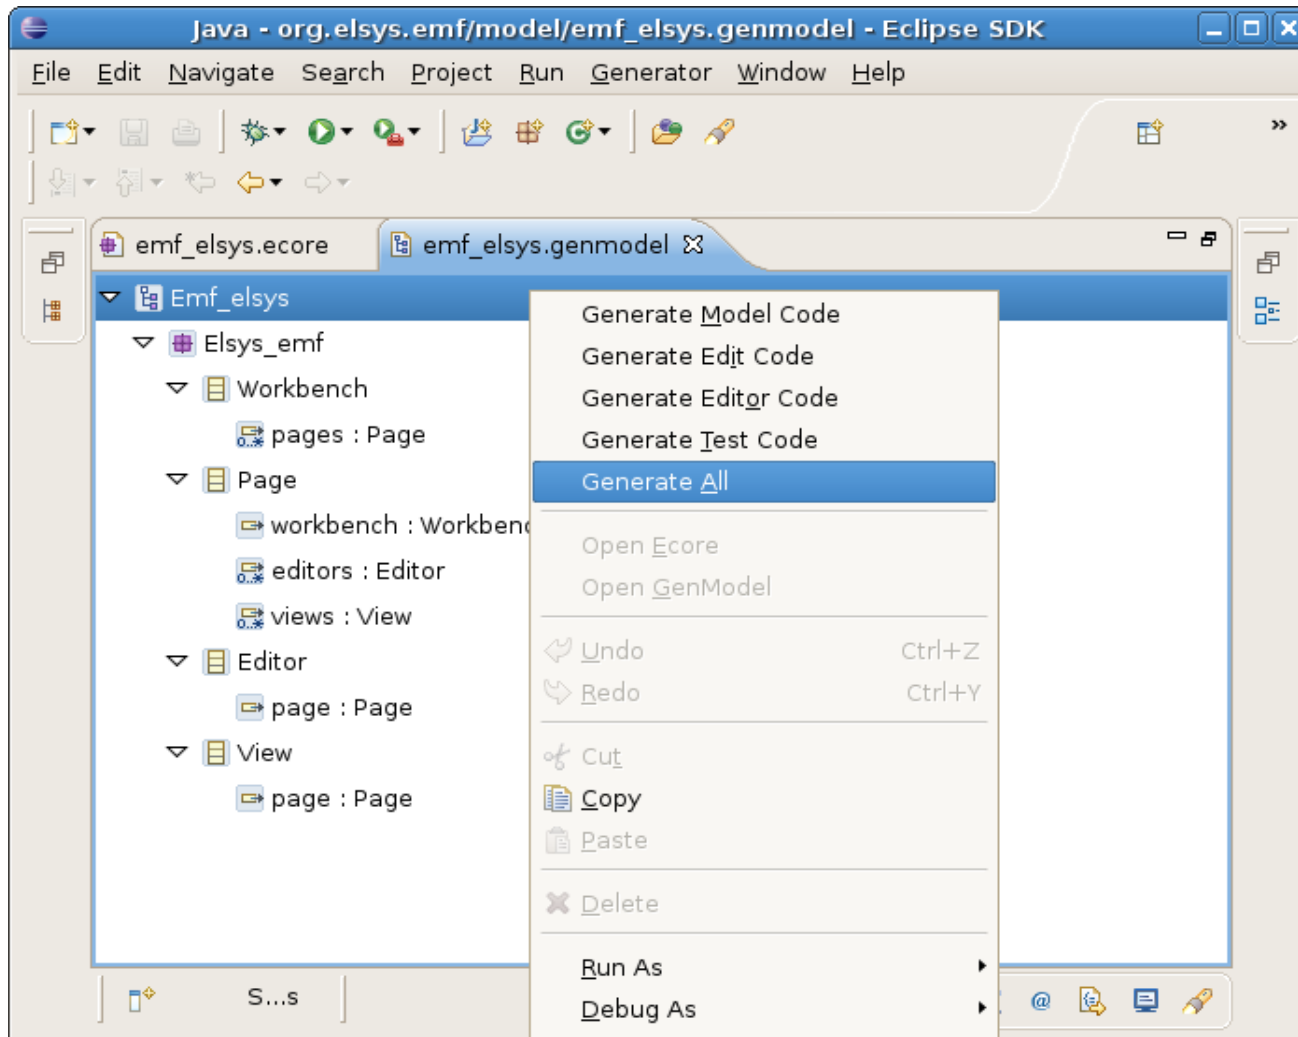 Java - org.elsys.emf/model/emf_elsys.genmodel - Eclipse SDK
File Edit Navigate Search Project Run Generator Window Help
emf_elsys.ecore emf_elsys.genmodel
Emf_elsys
Elsys_emf
Workbench
pages : Page
Page
workbench : Workben
editors : Editor
views : View
Editor
page : Page
View
page : Page
Generate Model Code
Generate Edit Code
Generate Editor Code
Generate Test Code
Generate All
Open Ecore
Open GenModel
Undo Ctrl+Z
Redo Ctrl+Y
Cut
Copy
Paste
Delete
Run As
Debug As
S...s